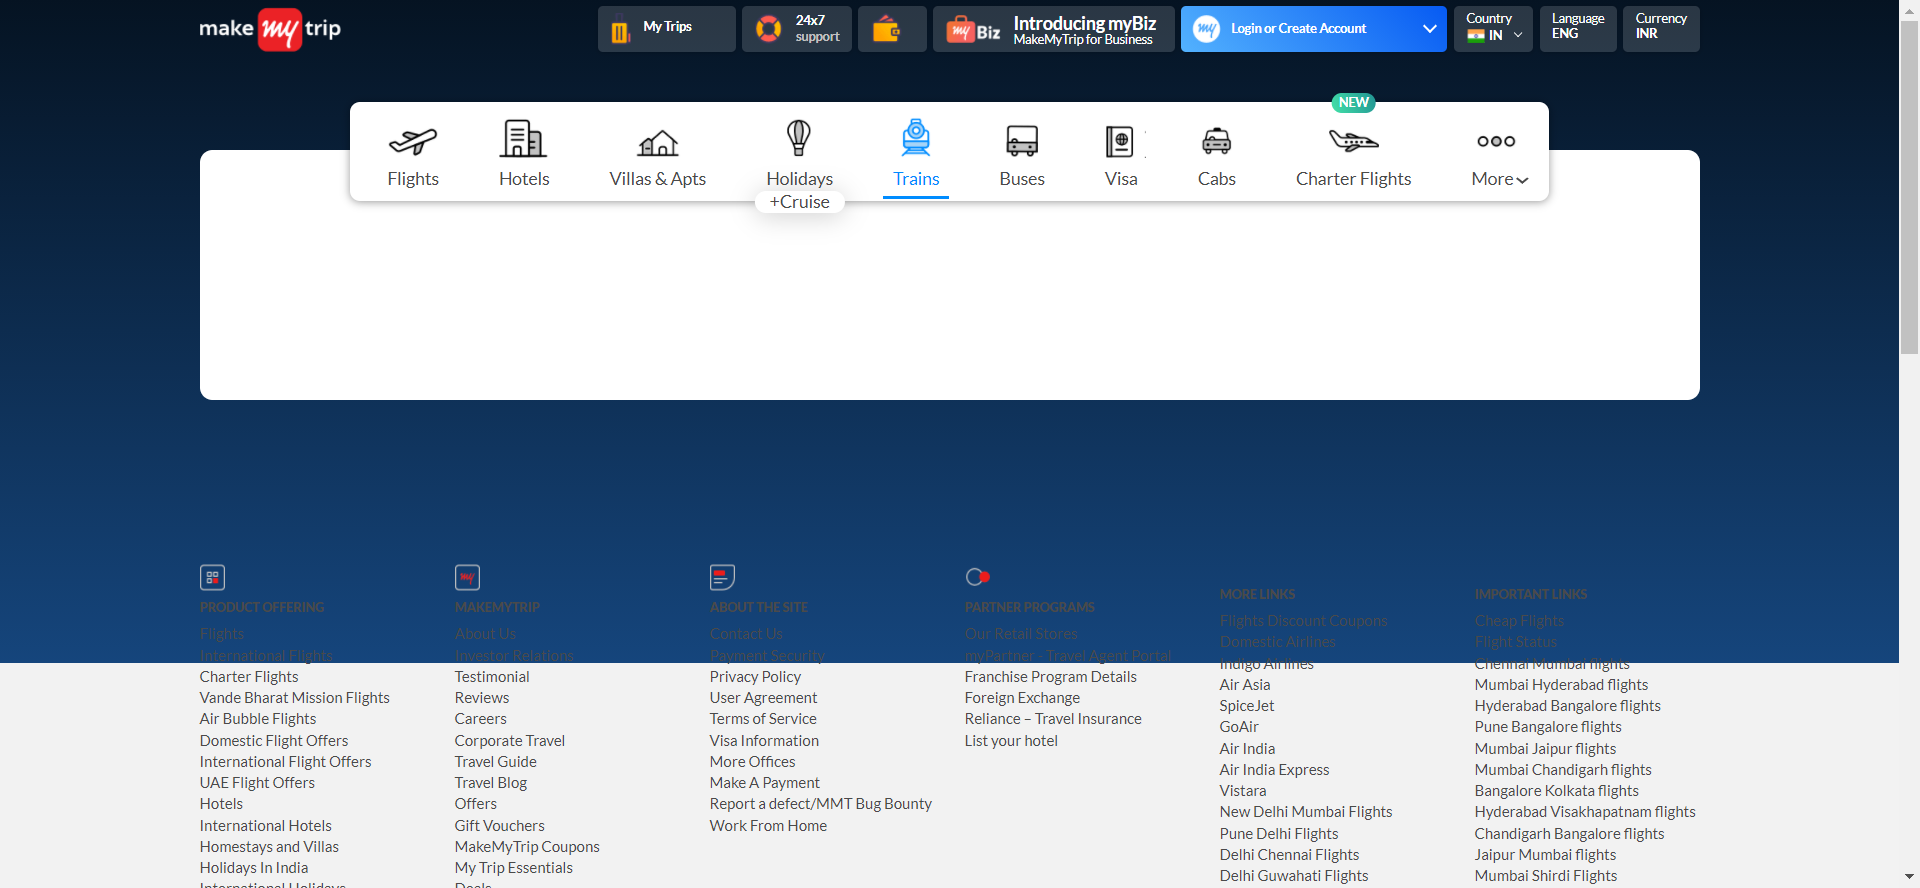 make my trip
My Trips
24x7
support
my Biz
Introducing myBiz
MakeMyTrip for Business
my
Login or Create Account
Country
IN
Language
ENG
Currency
INR
NEW
Flights
Hotels
Villas & Apts
Holidays
+Cruise
Trains
Buses
Visa
Cabs
Charter Flights
More
PRODUCT OFFERING
Flights
International Flights
Charter Flights
Vande Bharat Mission Flights
Air Bubble Flights
Domestic Flight Offers
International Flight Offers
UAE Flight Offers
Hotels
International Hotels
Homestays and Villas
Holidays In India
International Holidays
my
MAKEMYTRIP
About Us
Investor Relations
Testimonial
Reviews
Careers
Corporate Travel
Travel Guide
Travel Blog
Offers
Gift Vouchers
MakeMyTrip Coupons
My Trip Essentials
Deals
ABOUT THE SITE
Contact Us
Payment Security
Privacy Policy
User Agreement
Terms of Service
Visa Information
More Offices
Make A Payment
Report a defect/MMT Bug Bounty
Work From Home
PARTNER PROGRAMS
Our Retail Stores
myPartner - Travel Agent Portal
Franchise Program Details
Foreign Exchange
Reliance – Travel Insurance
List your hotel
MORE LINKS
Flights Discount Coupons
Domestic Airlines
Indigo Airlines
Air Asia
SpiceJet
GoAir
Air India
Air India Express
Vistara
New Delhi Mumbai Flights
Pune Delhi Flights
Delhi Chennai Flights
Delhi Guwahati Flights
IMPORTANT LINKS
Cheap Flights
Flight Status
Chennai Mumbai flights
Mumbai Hyderabad flights
Hyderabad Bangalore flights
Pune Bangalore flights
Mumbai Jaipur flights
Mumbai Chandigarh flights
Bangalore Kolkata flights
Hyderabad Visakhapatnam flights
Chandigarh Bangalore flights
Jaipur Mumbai flights
Mumbai Shirdi Flights